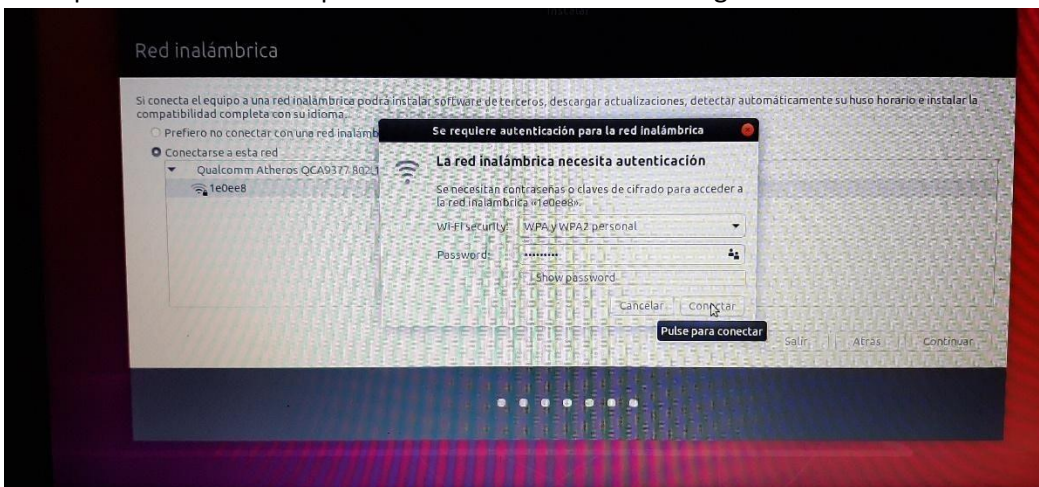 Red inalámbrica
Si conecta el equipo a una red inalámbrica podrá instalar software de terceros, descargar actualizaciones, detectar automáticamente su huso horario e instalar la
compatibilidad completa con su idioma.
Prefiero no conectar con una red inalámb
Conectarse a esta red
Qualcomm Atheros QCA9377 802.1
1e0ee8
Se requiere autenticación para la red inalámbrica
La red inalámbrica necesita autenticación
Se necesitan contraseñas o claves de cifrado para acceder a
la red inalámbrica «1e0ee8».
Wi-Fi security: WPA y WPA2 personal
Password: •••••••••
Show password
Cancelar Conectar
Pulse para conectar
Salir Atrás Continuar